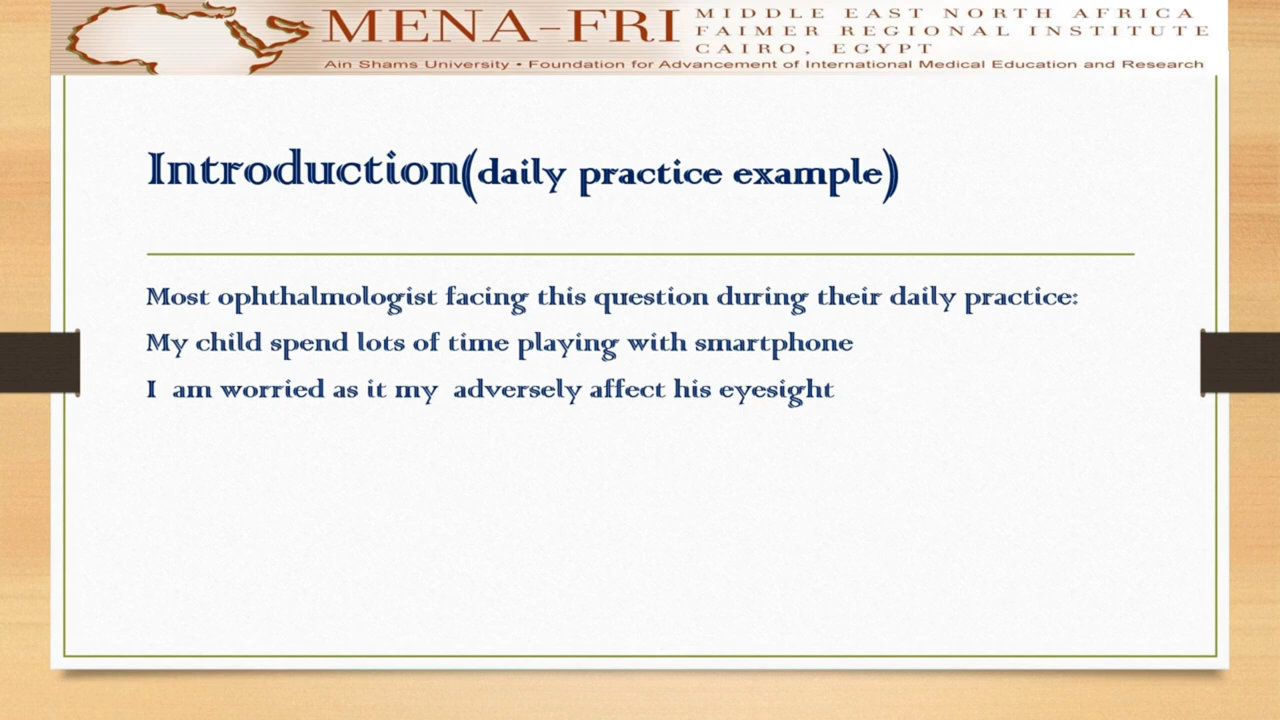 MENA-FRI
MIDDLE EAST NORTH AFRICA
FAIMER REGIONAL INSTITUTE
CAIRO, EGYPT
Ain Shams University • Foundation for Advancement of International Medical Education and Research
Introduction(daily practice example)
Most ophthalmologist facing this question during their daily practice:
My child spend lots of time playing with smartphone
I am worried as it my adversely affect his eyesight